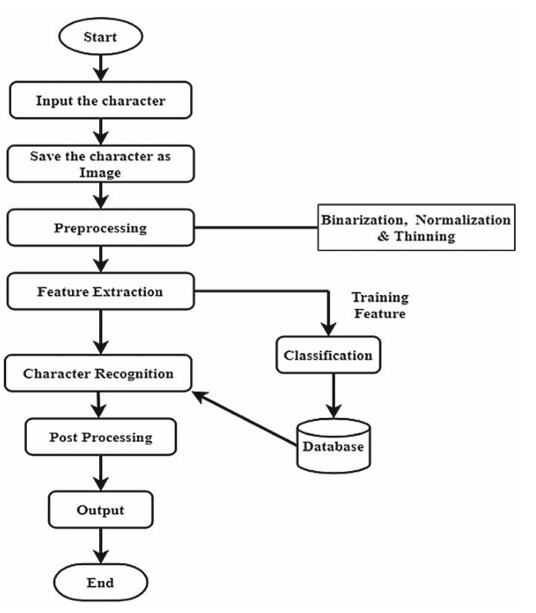 Start
Input the character
Save the character as
Image
Preprocessing
Binarization, Normalization
& Thinning
Feature Extraction
Training
Feature
Classification
Character Recognition
Database
Post Processing
Output
End